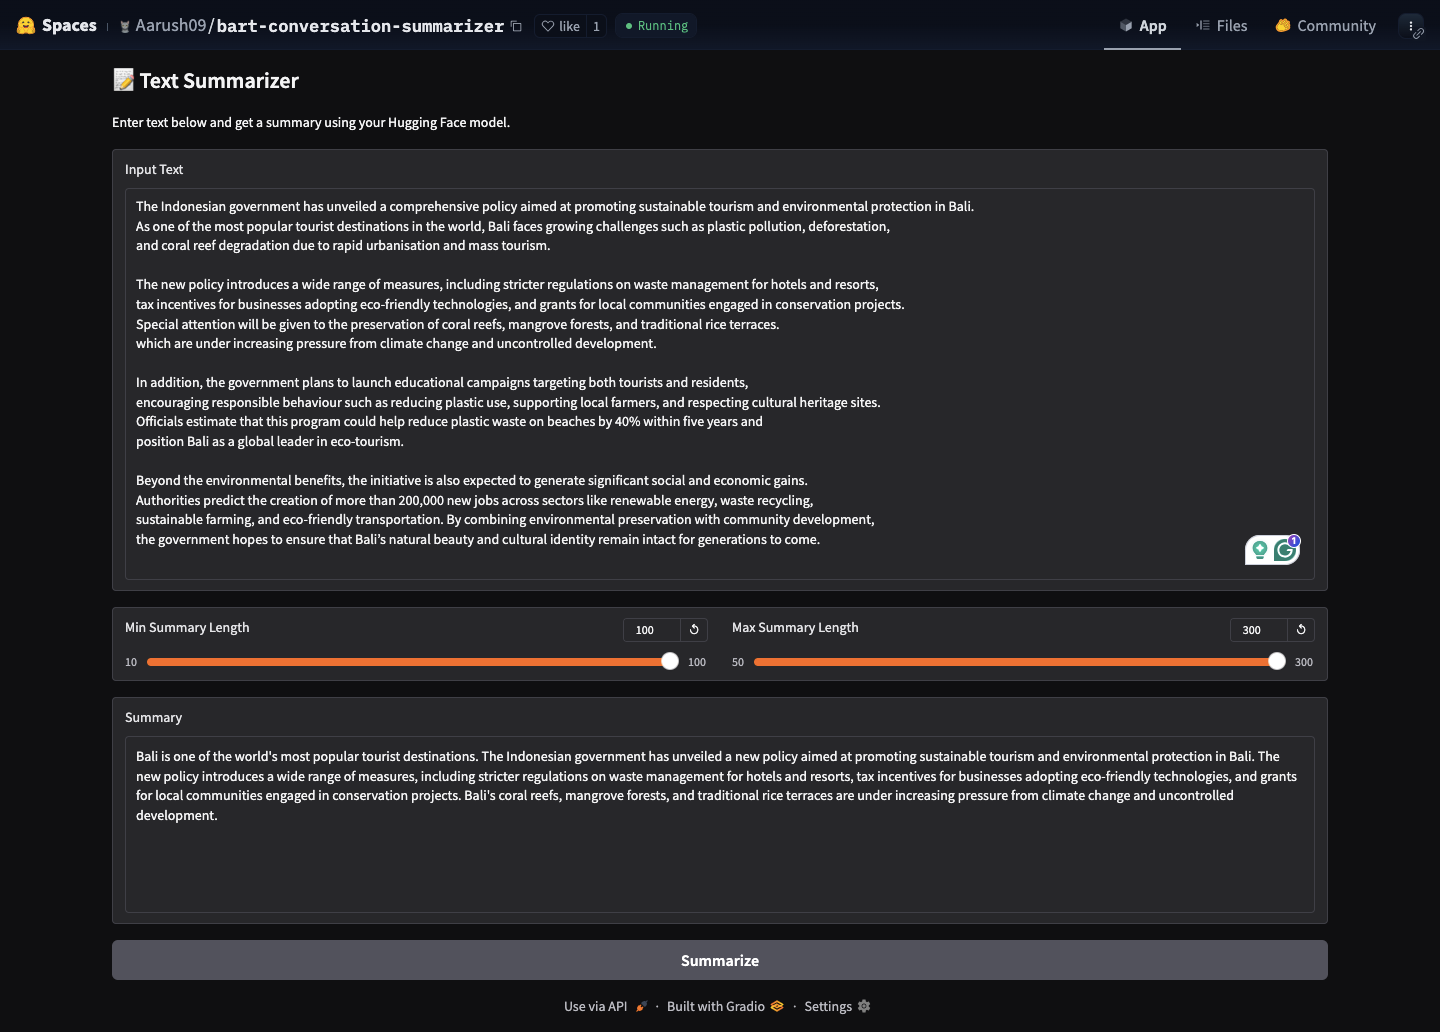 Spaces
Aarush09/bart-conversation-summarizer
like 1
Running
App
Files
Community
Text Summarizer
Enter text below and get a summary using your Hugging Face model.
Input Text
The Indonesian government has unveiled a comprehensive policy aimed at promoting sustainable tourism and environmental protection in Bali.
As one of the most popular tourist destinations in the world, Bali faces growing challenges such as plastic pollution, deforestation,
and coral reef degradation due to rapid urbanisation and mass tourism.
The new policy introduces a wide range of measures, including stricter regulations on waste management for hotels and resorts,
tax incentives for businesses adopting eco-friendly technologies, and grants for local communities engaged in conservation projects.
Special attention will be given to the preservation of coral reefs, mangrove forests, and traditional rice terraces.
which are under increasing pressure from climate change and uncontrolled development.
In addition, the government plans to launch educational campaigns targeting both tourists and residents,
encouraging responsible behaviour such as reducing plastic use, supporting local farmers, and respecting cultural heritage sites.
Officials estimate that this program could help reduce plastic waste on beaches by 40% within five years and
position Bali as a global leader in eco-tourism.
Beyond the environmental benefits, the initiative is also expected to generate significant social and economic gains.
Authorities predict the creation of more than 200,000 new jobs across sectors like renewable energy, waste recycling,
sustainable farming, and eco-friendly transportation. By combining environmental preservation with community development,
the government hopes to ensure that Bali’s natural beauty and cultural identity remain intact for generations to come.
1
Min Summary Length
100
10
100
Max Summary Length
300
50
300
Summary
Bali is one of the world's most popular tourist destinations. The Indonesian government has unveiled a new policy aimed at promoting sustainable tourism and environmental protection in Bali. The
new policy introduces a wide range of measures, including stricter regulations on waste management for hotels and resorts, tax incentives for businesses adopting eco-friendly technologies, and grants
for local communities engaged in conservation projects. Bali's coral reefs, mangrove forests, and traditional rice terraces are under increasing pressure from climate change and uncontrolled
development.
Summarize
Use via API · Built with Gradio · Settings